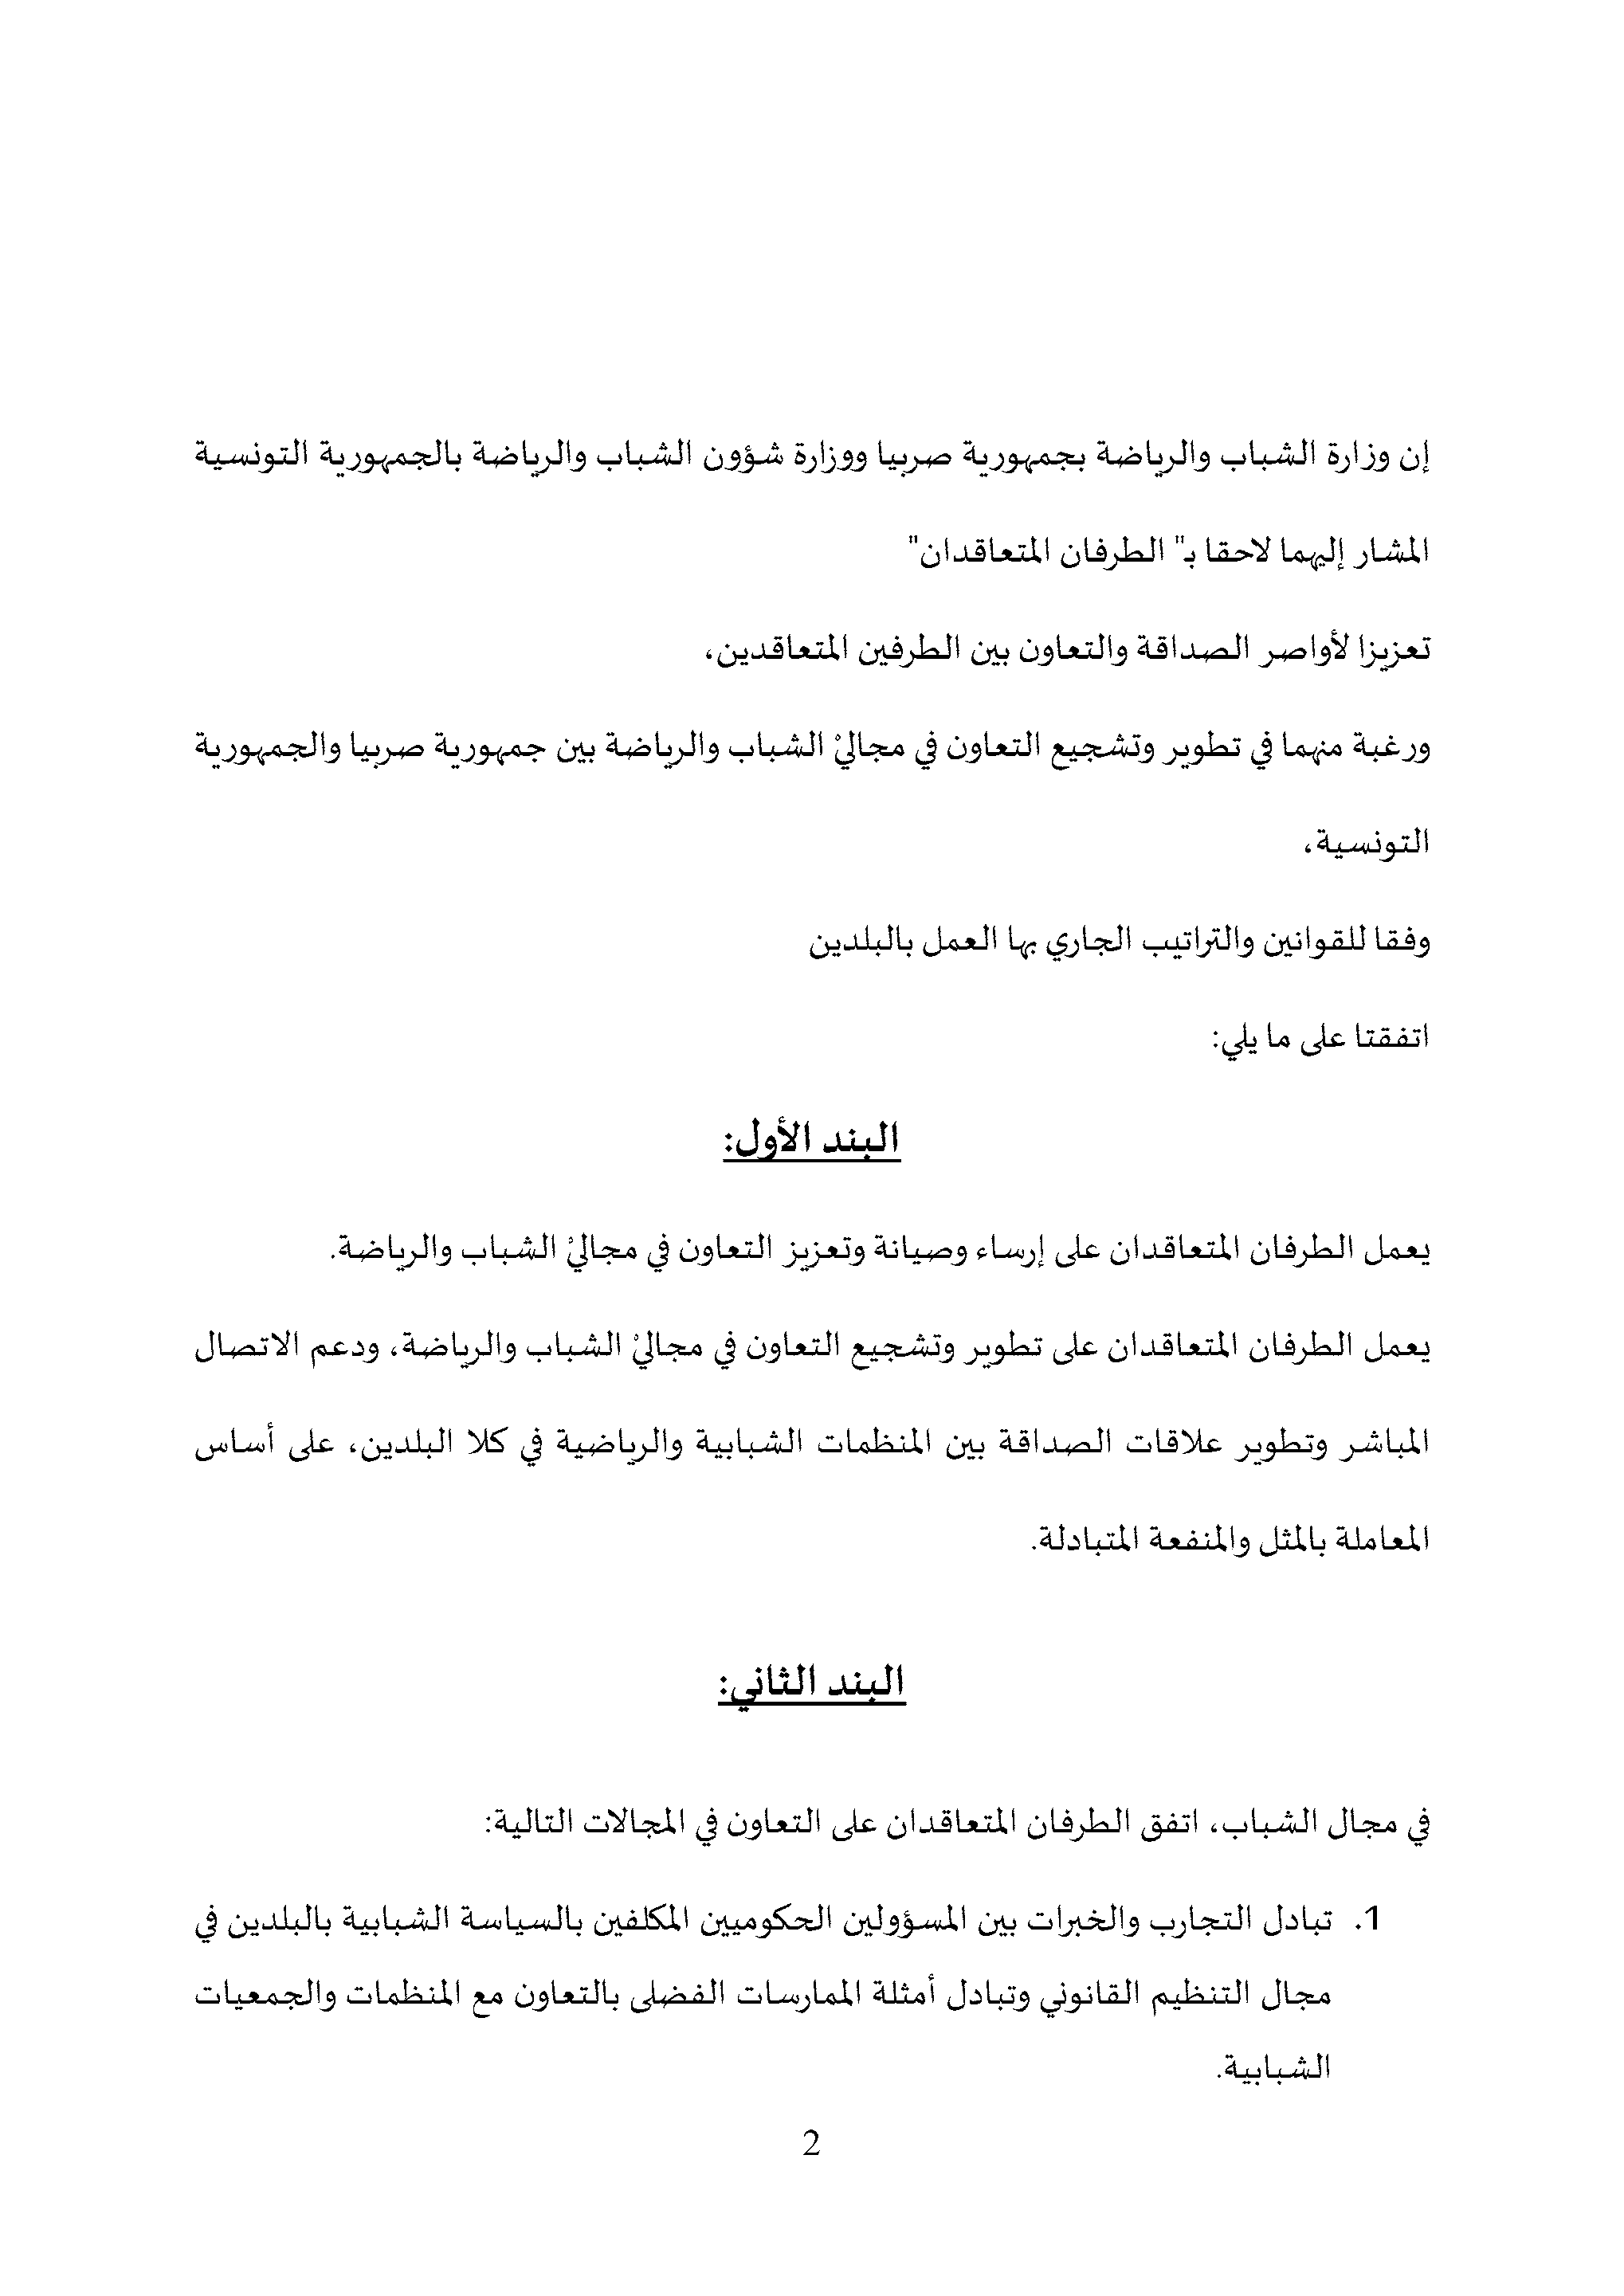 إن وزارة الشباب والرياضة بجمهورية صربيا ووزارة شؤون الشباب والرياضة بالجمهورية التونسية
المشار إليهما لاحقا بـ" الطرفان المتعاقدان"
تعزيزا لأواصر الصداقة والتعاون بين الطرفين المتعاقدين،
ورغبة منهما في تطوير وتشجيع التعاون في مجاليْ الشباب والرياضة بين جمهورية صربيا والجمهورية
التونسية،
وفقا للقوانين والتراتيب الجاري بها العمل بالبلدين
اتفقتا على ما يلي:
البند الأول:
يعمل الطرفان المتعاقدان على إرساء وصيانة وتعزيز التعاون في مجاليْ الشباب والرياضة.
يعمل الطرفان المتعاقدان على تطوير وتشجيع التعاون في مجاليْ الشباب والرياضة، ودعم الاتصال
المباشر وتطوير علاقات الصداقة بين المنظمات الشبابية والرياضية في كلا البلدين، على أساس
المعاملة بالمثل والمنفعة المتبادلة.
البند الثاني:
في مجال الشباب، اتفق الطرفان المتعاقدان على التعاون في المجالات التالية:
1. تبادل التجارب والخبرات بين المسؤولين الحكوميين المكلفين بالسياسة الشبابية بالبلدين في
مجال التنظيم القانوني وتبادل أمثلة الممارسات الفضلى بالتعاون مع المنظمات والجمعيات
الشبابية.
2